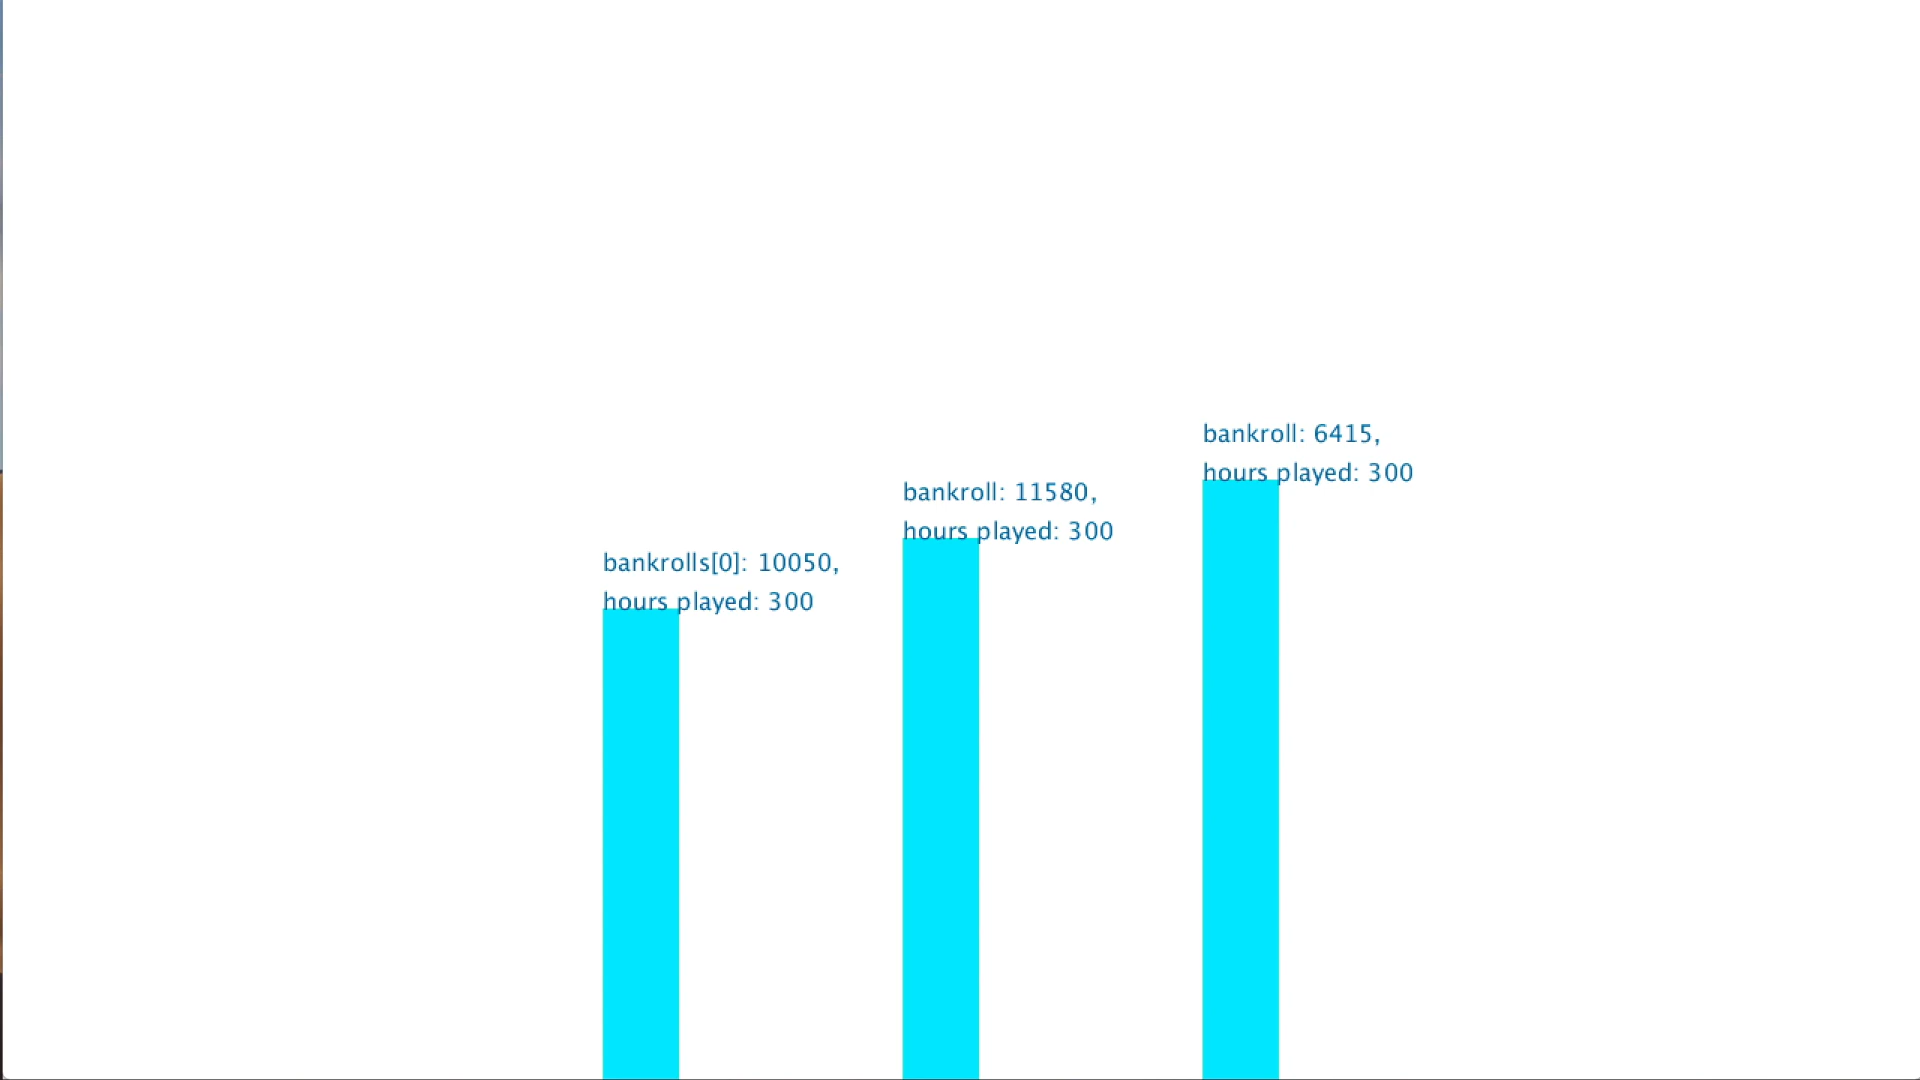 bankrolls[0]: 10050,
hours played: 300
bankroll: 11580,
hours played: 300
bankroll: 6415,
hours played: 300